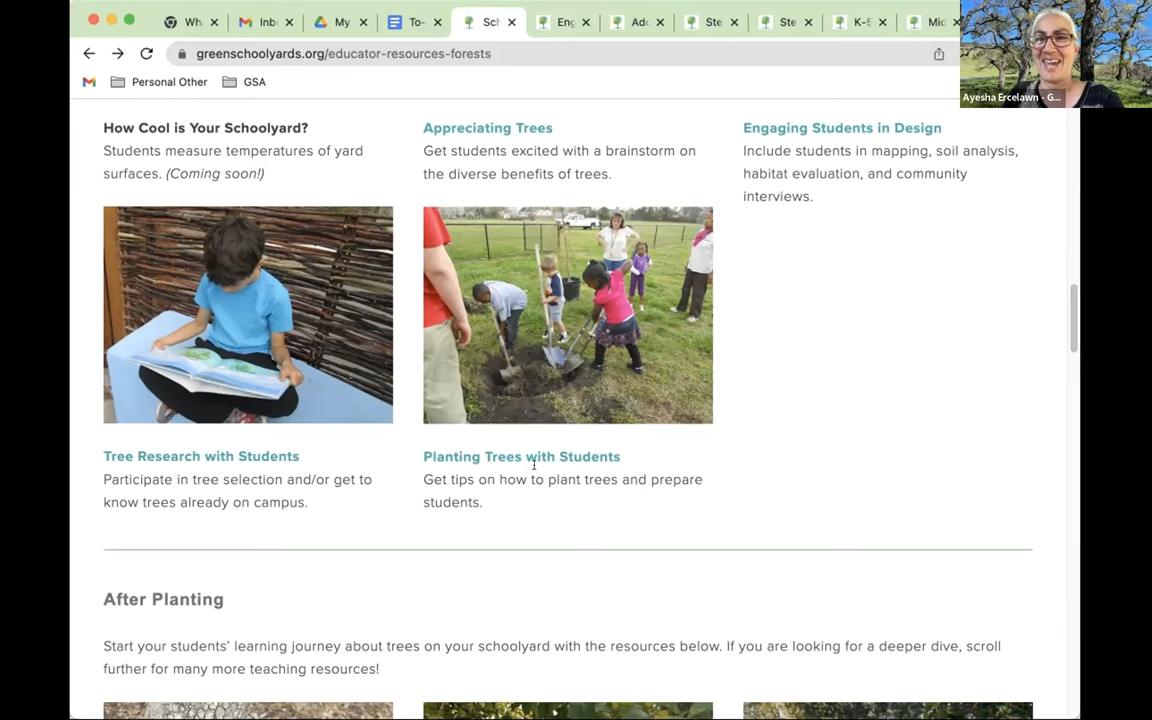 Wh
Inb
My
To-
Sch
Eng
Ado
Ste
Ste
K-5
Mid
greenschoolyards.org/educator-resources-forests
Personal Other
GSA
Ayesha Ercelawn - G...
How Cool is Your Schoolyard?
Students measure temperatures of yard
surfaces. (Coming soon!)
Appreciating Trees
Get students excited with a brainstorm on
the diverse benefits of trees.
Engaging Students in Design
Include students in mapping, soil analysis,
habitat evaluation, and community
interviews.
Tree Research with Students
Participate in tree selection and/or get to
know trees already on campus.
Planting Trees with Students
Get tips on how to plant trees and prepare
students.
After Planting
Start your students’ learning journey about trees on your schoolyard with the resources below. If you are looking for a deeper dive, scroll
further for many more teaching resources!